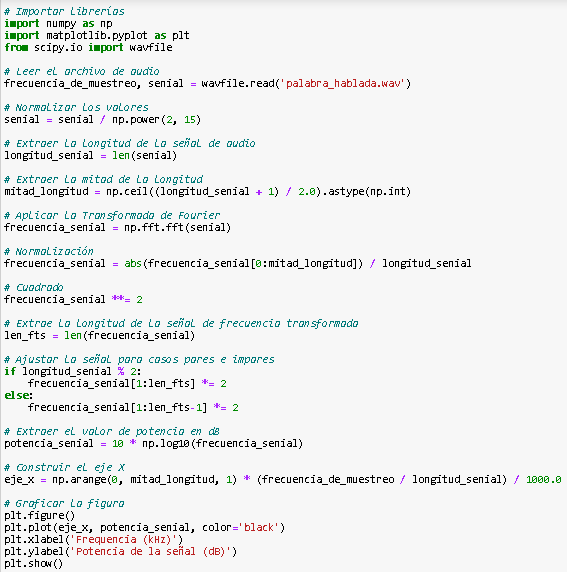 # Importar Librerías
import numpy as np
import matplotlib.pyplot as plt
from scipy.io import wavfile

# Leer el archivo de audio
frecuencia_de_muestreo, senial = wavfile.read('palabra_hablada.wav')

# Normalizar los valores
senial = senial / np.power(2, 15)

# Extraer la longitud de la señal de audio
longitud_senial = len(senial)

# Extraer la mitad de la longitud
mitad_longitud = np.ceil((longitud_senial + 1) / 2.0).astype(np.int)

# Aplicar la Transformada de Fourier
frecuencia_senial = np.fft.fft(senial)

# Normalización
frecuencia_senial = abs(frecuencia_senial[0:mitad_longitud]) / longitud_senial

# Cuadrado
frecuencia_senial **= 2

# Extrae la longitud de la señal de frecuencia transformada
len_fts = len(frecuencia_senial)

# Ajustar la señal para casos pares e impares
if longitud_senial % 2:
    frecuencia_senial[1:len_fts] *= 2
else:
    frecuencia_senial[1:len_fts-1] *= 2

# Extraer el valor de potencia en dB
potencia_senial = 10 * np.log10(frecuencia_senial)

# Construir el eje X
eje_x = np.arange(0, mitad_longitud, 1) * (frecuencia_de_muestreo / longitud_senial) / 1000.0

# Graficar la figura
plt.figure()
plt.plot(eje_x, potencia_senial, color='black')
plt.xlabel('Frequencia (kHz)')
plt.ylabel('Potencia de la señal (dB)')
plt.show()